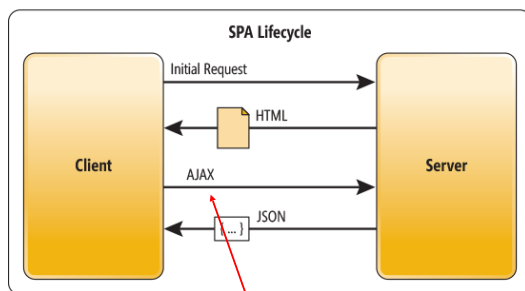 SPA Lifecycle
Initial Request
HTML
Client
Server
AJAX
JSON
{ ... }